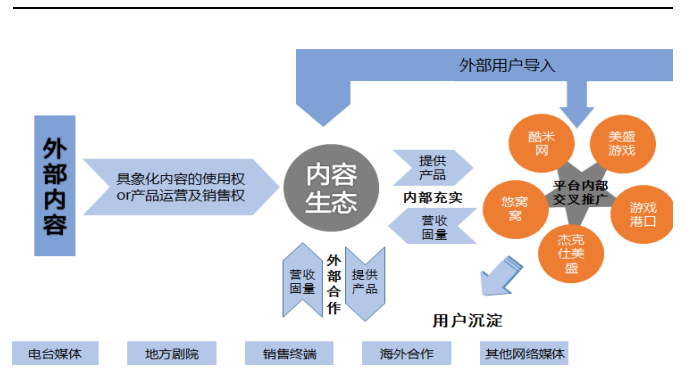 外部用户导入
外
部
内
容
具象化内容的使用权
or产品运营及销售权
内容
生态
提供
产品
内部充实
营收
固量
酷米
网
美盛
游戏
平台内部
交叉推广
悠窝
窝
游戏
港口
杰克
仕美
盛
营收
固量
外
部
合
作
提供
产品
用户沉淀
电台媒体
地方剧院
销售终端
海外合作
其他网络媒体